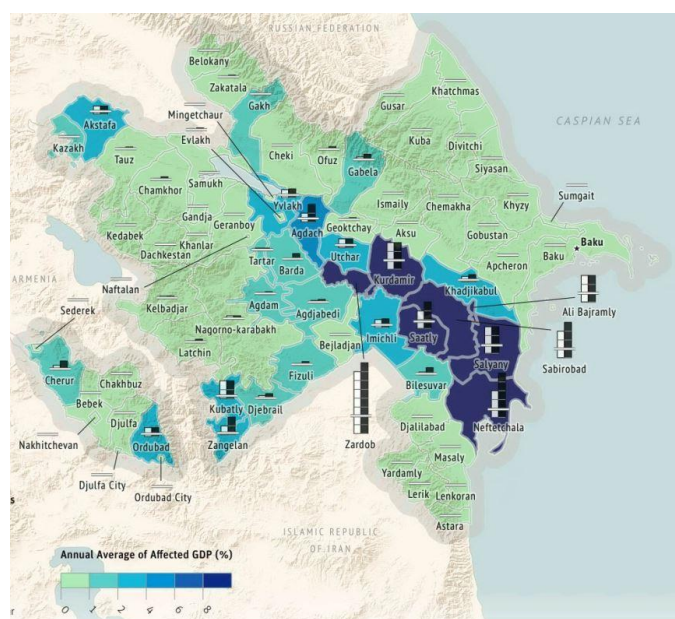 RUSSIAN FEDERATION
Belokany
Zakatala
Gakh
Khatchmas
Gusar
Mingetchaur
CASPIAN SEA
Akstafa
Evlakh
Kuba
Divitchi
Kazakh
Tauz
Cheki
Ofuz
Gabela
Siyasan
Samukh
Chamkhor
Yvlakh
Ismaily
Chemakha
Khyzy
Sumgait
Gandja
Geranboy
Agdach
Geoktchay
Aksu
Kedabek
Khanlar
Utchar
Gobustan
Baku
Dachkestan
Tartar
Kurdamir
Baku
Apcheron
ARMENIA
Naftalan
Barda
Khadjikabul
Sederek
Kelbadjar
Agdam
Agdjabedi
Ali Bajramly
Nagorno-karabakh
Imichli
Saatly
Latchin
Bejladjan
Salyany
Sabirobad
Cherur
Chakhbuz
Fizuli
Bilesuvar
Bebek
Kubatly
Djebrail
Djulfa
Neftetchala
Nakhitchevan
Ordubad
Zangelan
Zardob
Djalilabad
Masaly
Djulfa City
Yardamly
Ordubad City
Lerik
Lenkoran
s
Astara
ISLAMIC REPUBLIC
OF IRAN
Annual Average of Affected GDP (%)
0 1 2 4 6 8
r